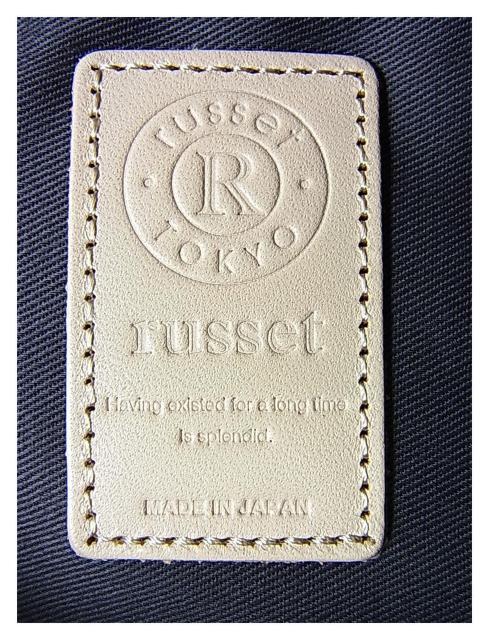 russet
R
TOKYO
russet
Having existed for a long time
is splendid.
MADE IN JAPAN